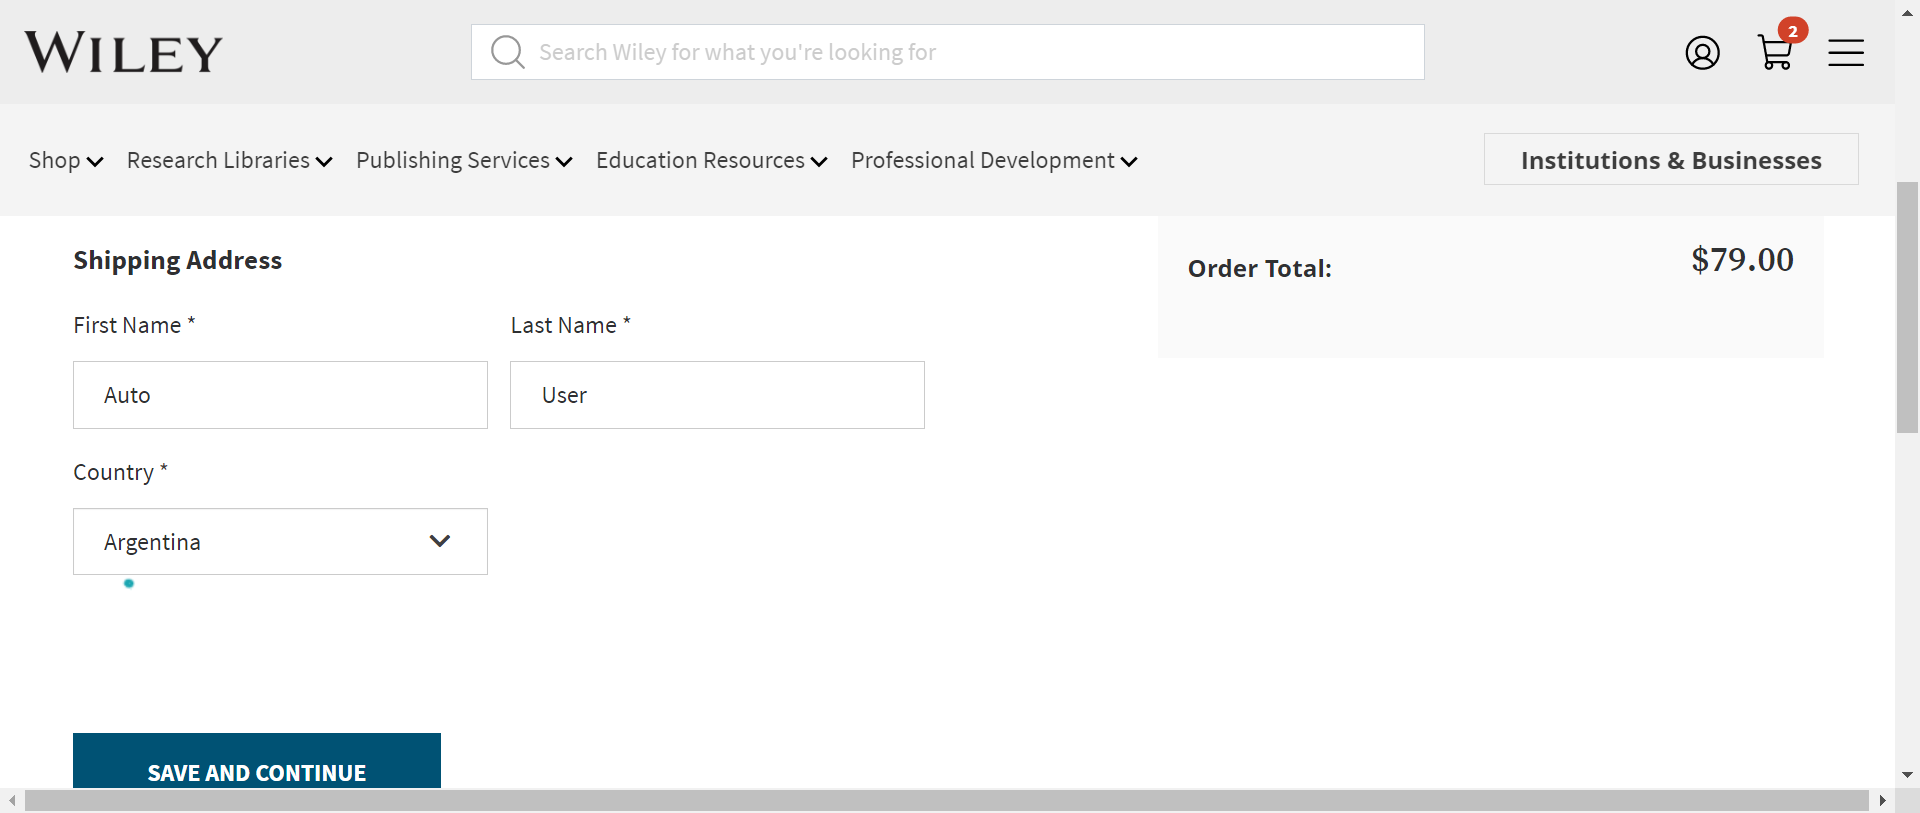 WILEY
Search Wiley for what you're looking for
2
Shop
Research Libraries
Publishing Services
Education Resources
Professional Development
Institutions & Businesses
Shipping Address
First Name *
Last Name *
Auto
User
Country *
Argentina
SAVE AND CONTINUE
Order Total:
$79.00